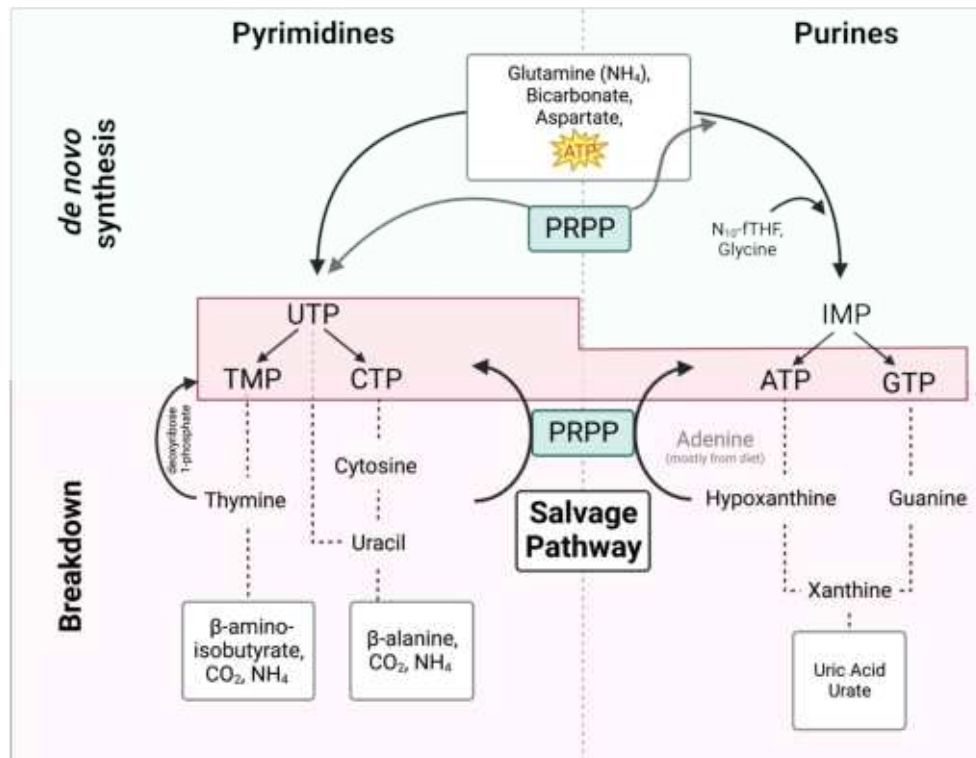 Pyrimidines
Purines
de novo
synthesis
Glutamine (NH₄),
Bicarbonate,
Aspartate,
ATP
PRPP
N₁₀-fTHF,
Glycine
UTP
IMP
TMP
CTP
ATP
GTP
Breakdown
deoxyribose
1-phosphate
PRPP
Adenine
(mostly from diet)
Cytosine
Thymine
Salvage
Pathway
Hypoxanthine
Guanine
Uracil
Xanthine
β-amino-
isobutyrate,
CO₂, NH₄
β-alanine,
CO₂, NH₄
Uric Acid
Urate